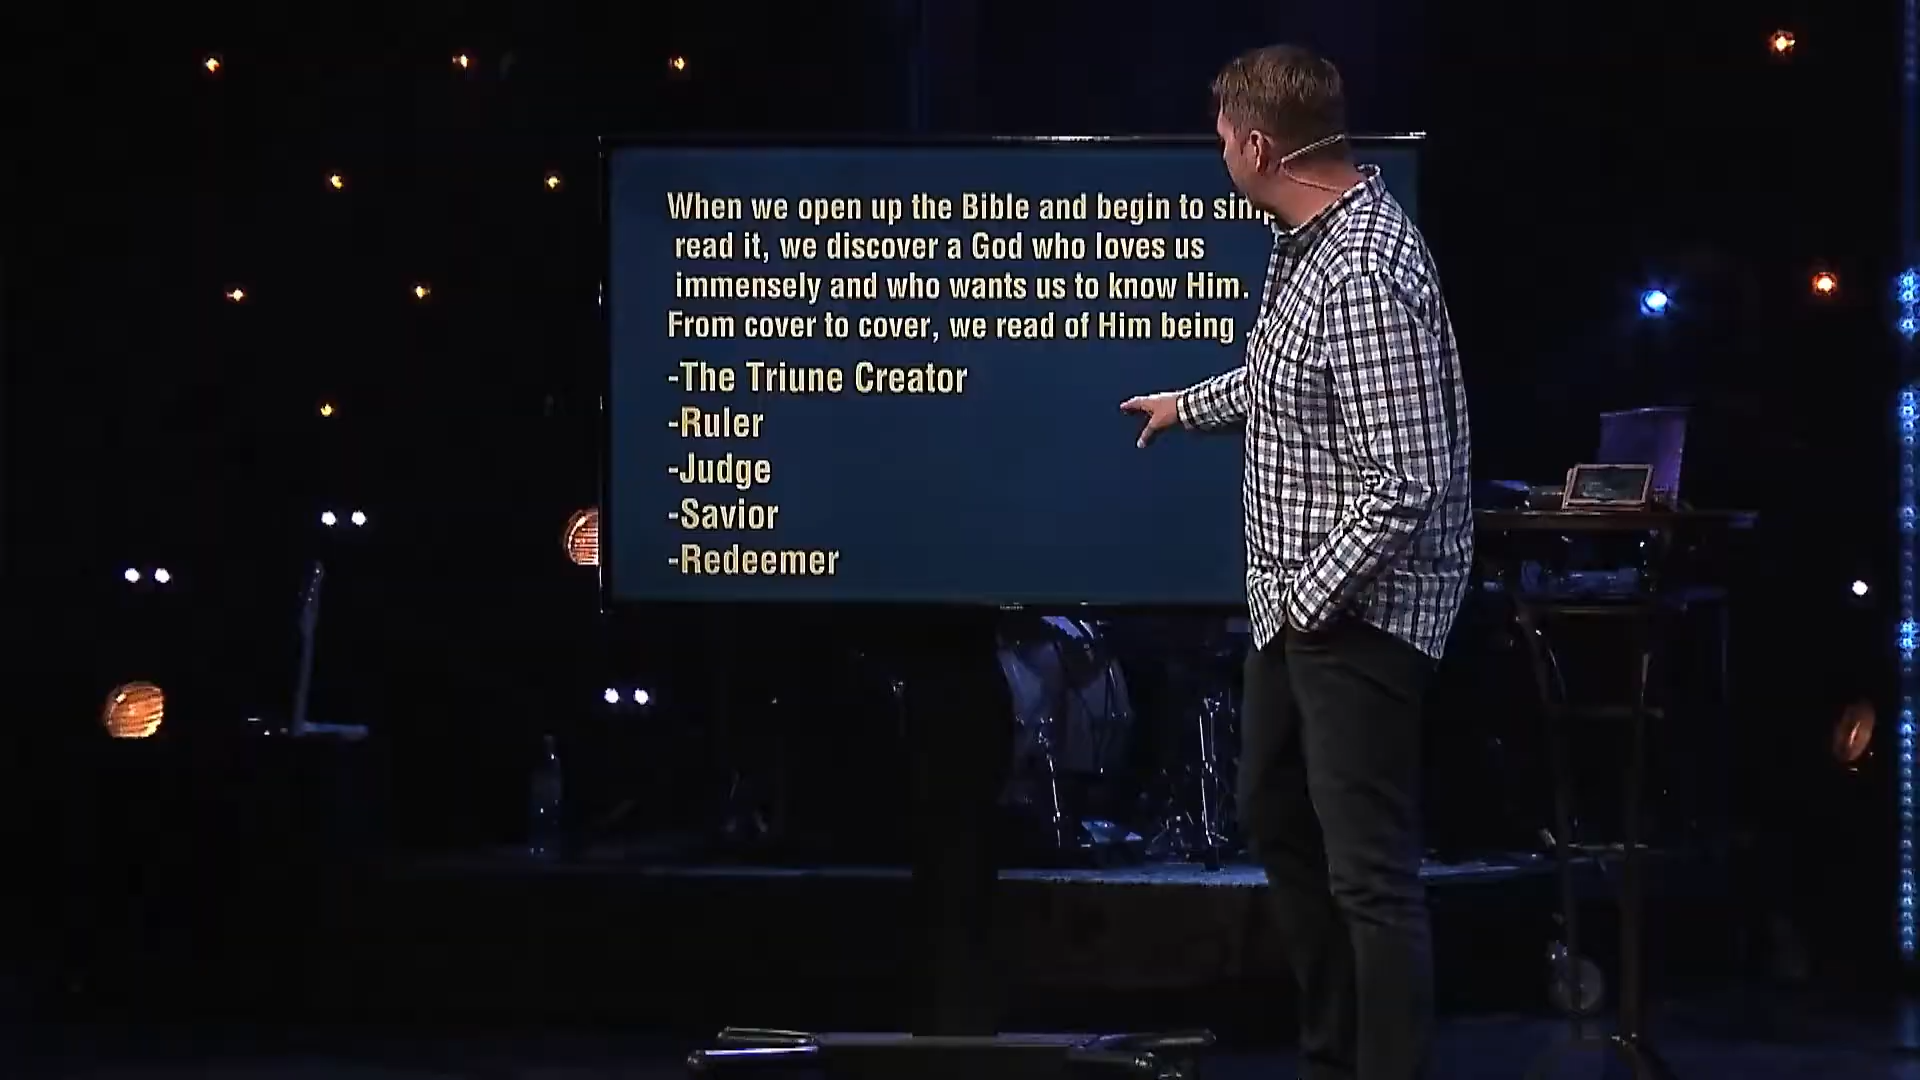 When we open up the Bible and begin to
read it, we discover a God who loves us
immensely and who wants us to know Him.
From cover to cover, we read of Him being
-The Triune Creator
-Ruler
-Judge
-Savior
-Redeemer